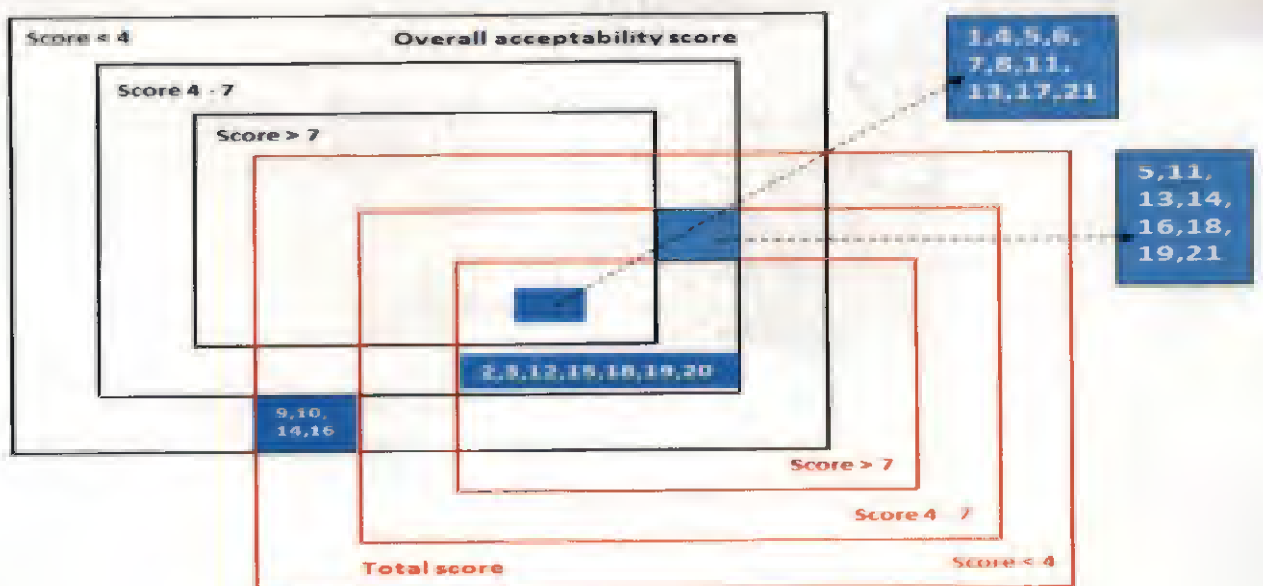 Score < 4
Overall acceptability score
1,4,5,6,
7,8,11,
13,17,21
Score 4 - 7
Score > 7
5,11,
13,14,
16,18,
19,21
2,3,12,15,18,19,20
9,10,
14,16
Score > 7
Score 4 - 7
Score < 4
Total score